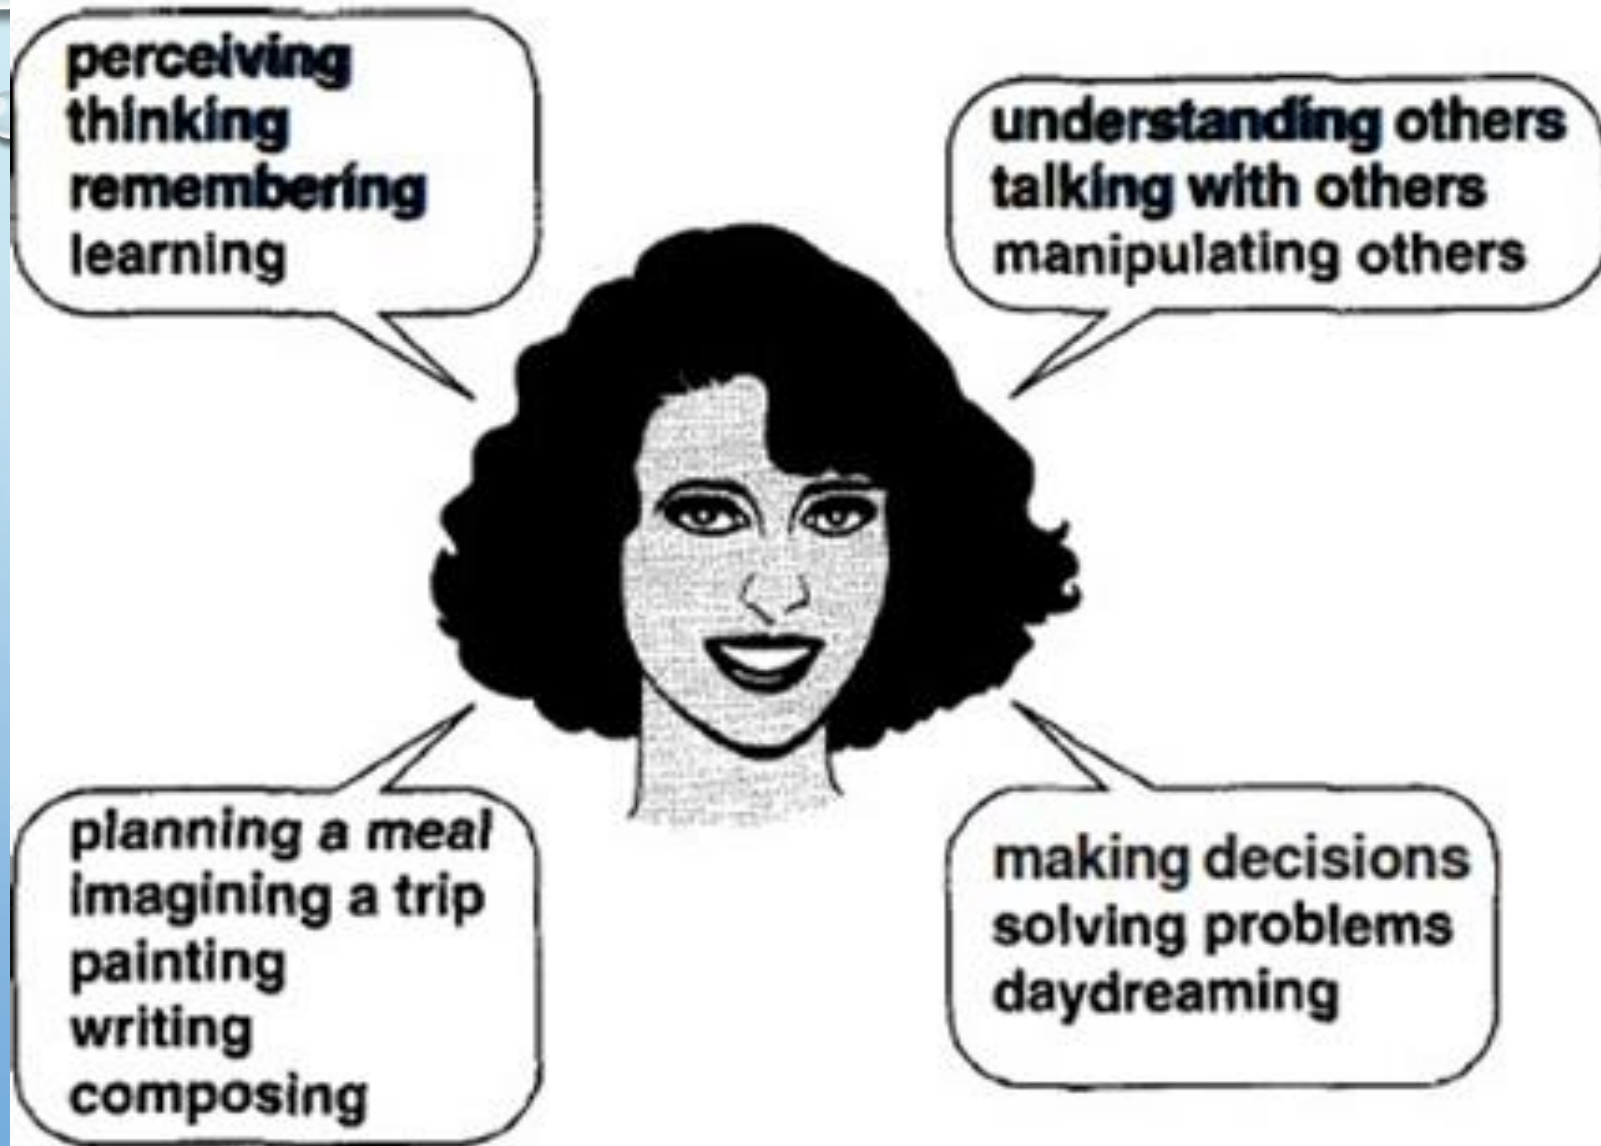 perceiving
thinking
remembering
learning
understanding others
talking with others
manipulating others
planning a meal
imagining a trip
painting
writing
composing
making decisions
solving problems
daydreaming